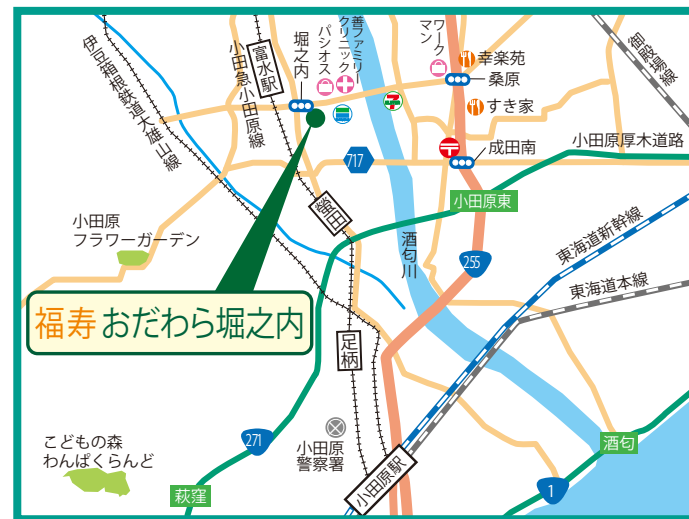 伊豆箱根鉄道大雄山線
小田急小田原線
富水駅
堀之内
パシオス
善ファミリー
クリニック
ワーク
マン
幸楽苑
桑原
すき家
御殿場線
成田南
小田原厚木道路
717
小田原東
螢田
酒匂川
255
東海道新幹線
東海道本線
小田原
フラワーガーデン
福寿 おだわら堀之内
足柄
271
小田原
警察署
こどもの森
わんぱくらんど
萩窪
小田原駅
1
酒匂